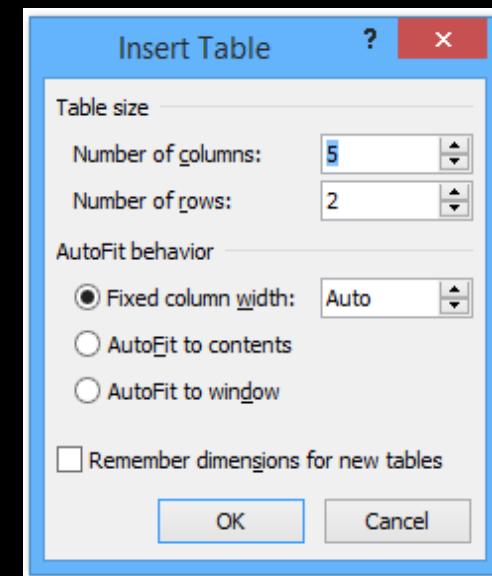 Insert Table ? ×
Table size
Number of columns: 5
Number of rows: 2
AutoFit behavior
Fixed column width: Auto
AutoFit to contents
AutoFit to window
Remember dimensions for new tables
OK Cancel